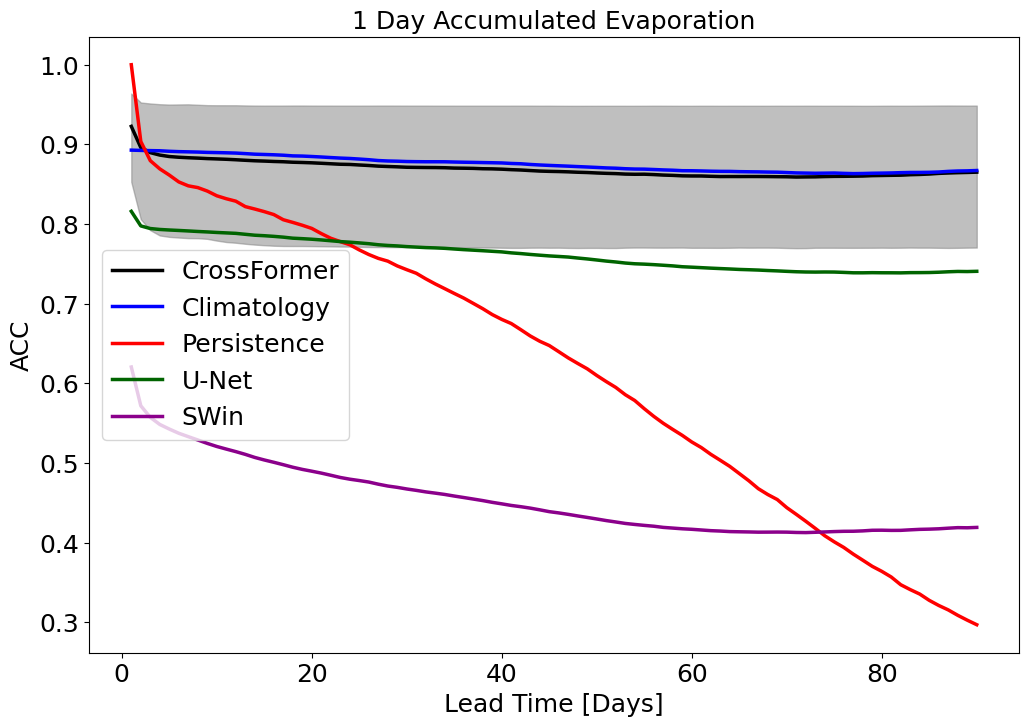 1 Day Accumulated Evaporation
1.0
0.9
0.8
0.7
0.6
0.5
0.4
0.3
ACC
CrossFormer
Climatology
Persistence
U-Net
SWin
0
20
40
60
80
Lead Time [Days]